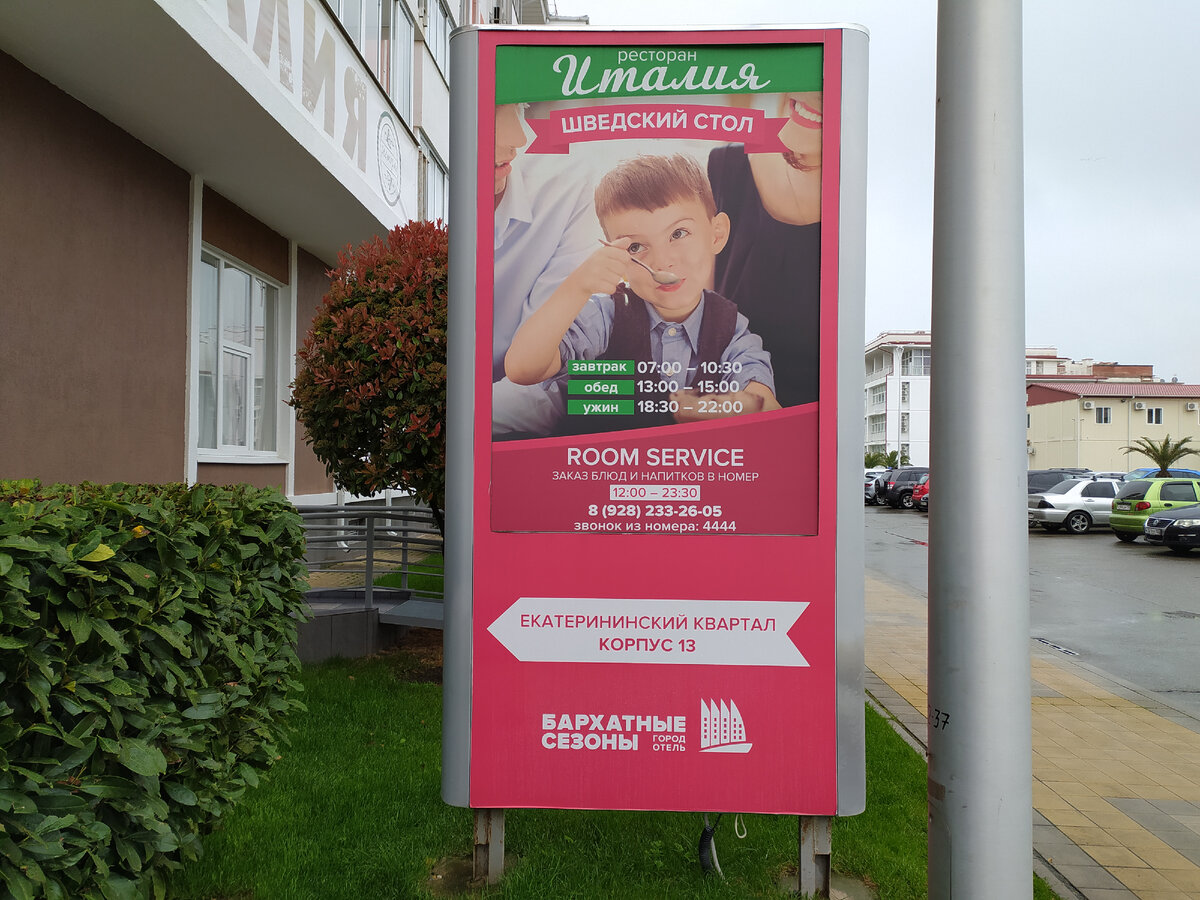 ресторан
Италия
ШВЕДСКИЙ СТОЛ
завтрак 07:00 – 10:30
обед 13:00 – 15:00
ужин 18:30 – 22:00
ROOM SERVICE
ЗАКАЗ БЛЮД И НАПИТКОВ В НОМЕР
12:00 – 23:30
8 (928) 233-26-05
звонок из номера: 4444
ЕКАТЕРИНИНСКИЙ КВАРТАЛ
КОРПУС 13
БАРХАТНЫЕ
СЕЗОНЫ
ГОРОД
ОТЕЛЬ
37